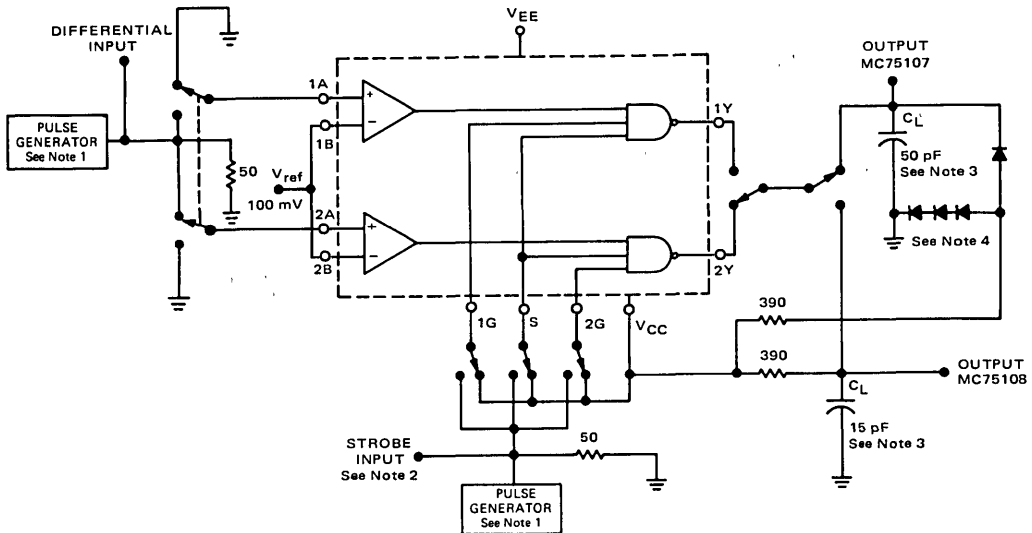 VEE
DIFFERENTIAL
INPUT
OUTPUT
MC75107
1A
1Y
PULSE
GENERATOR
See Note 1
1B
CL
50 pF
See Note 3
50
Vref
100 mV
2A
See Note 4
2B
2Y
1G
S
2G
VCC
390
390
OUTPUT
MC75108
CL
15 pF
See Note 3
STROBE
INPUT
See Note 2
50
PULSE
GENERATOR
See Note 1